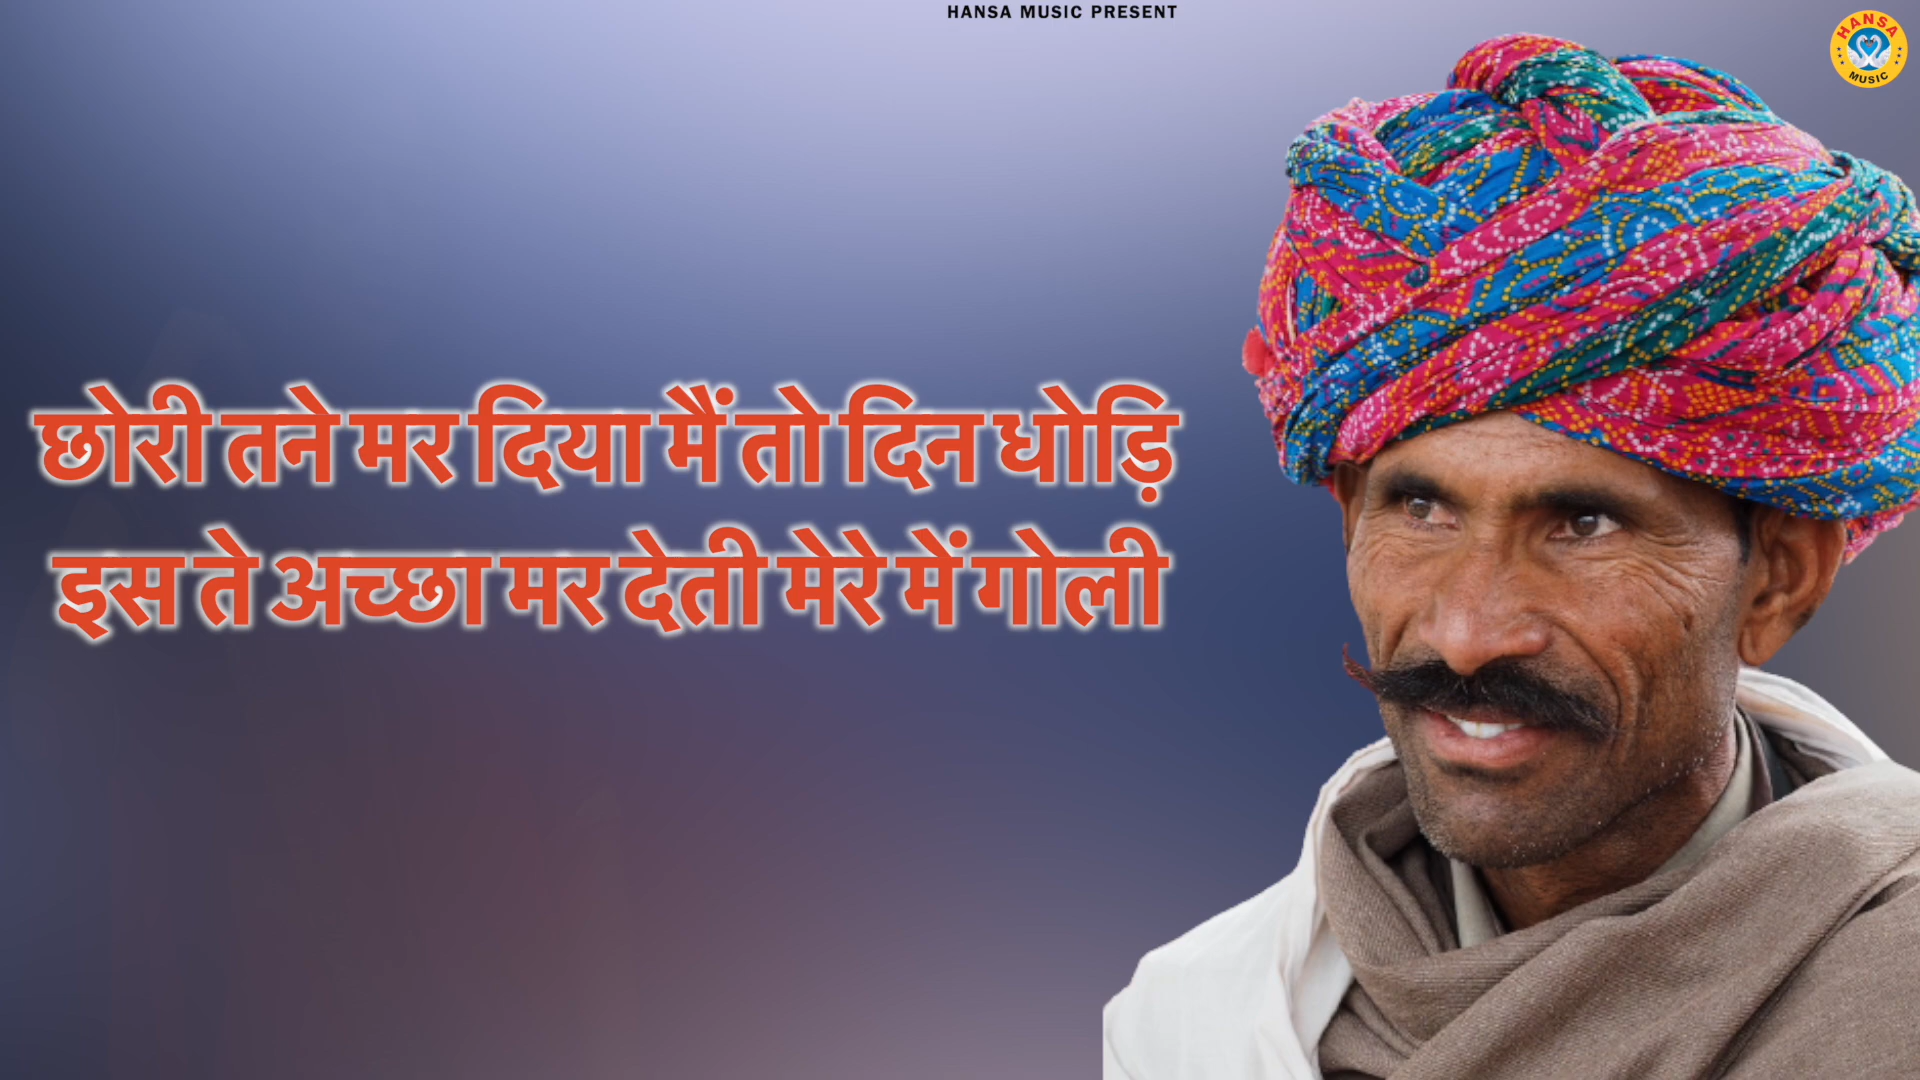 HANSA MUSIC PRESENT
HANSA
MUSIC
छोरी तने मर दिया मैं तो दिन धोड़ि
इस ते अच्छा मर देती मेरे में गोली